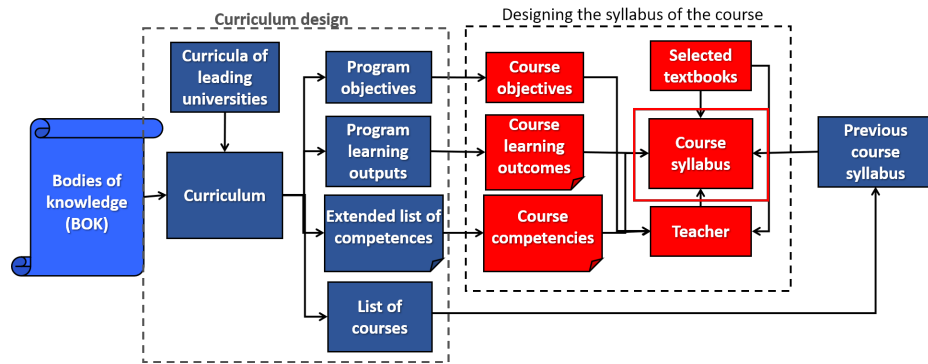 Curriculum design
Designing the syllabus of the course
Curricula of
leading
universities
Program
objectives
Course
objectives
Selected
textbooks
Bodies of
knowledge
(BOK)
Curriculum
Program
learning
outputs
Course
learning
outcomes
Course
syllabus
Previous
course
syllabus
Extended list of
competences
Course
competencies
Teacher
List of
courses